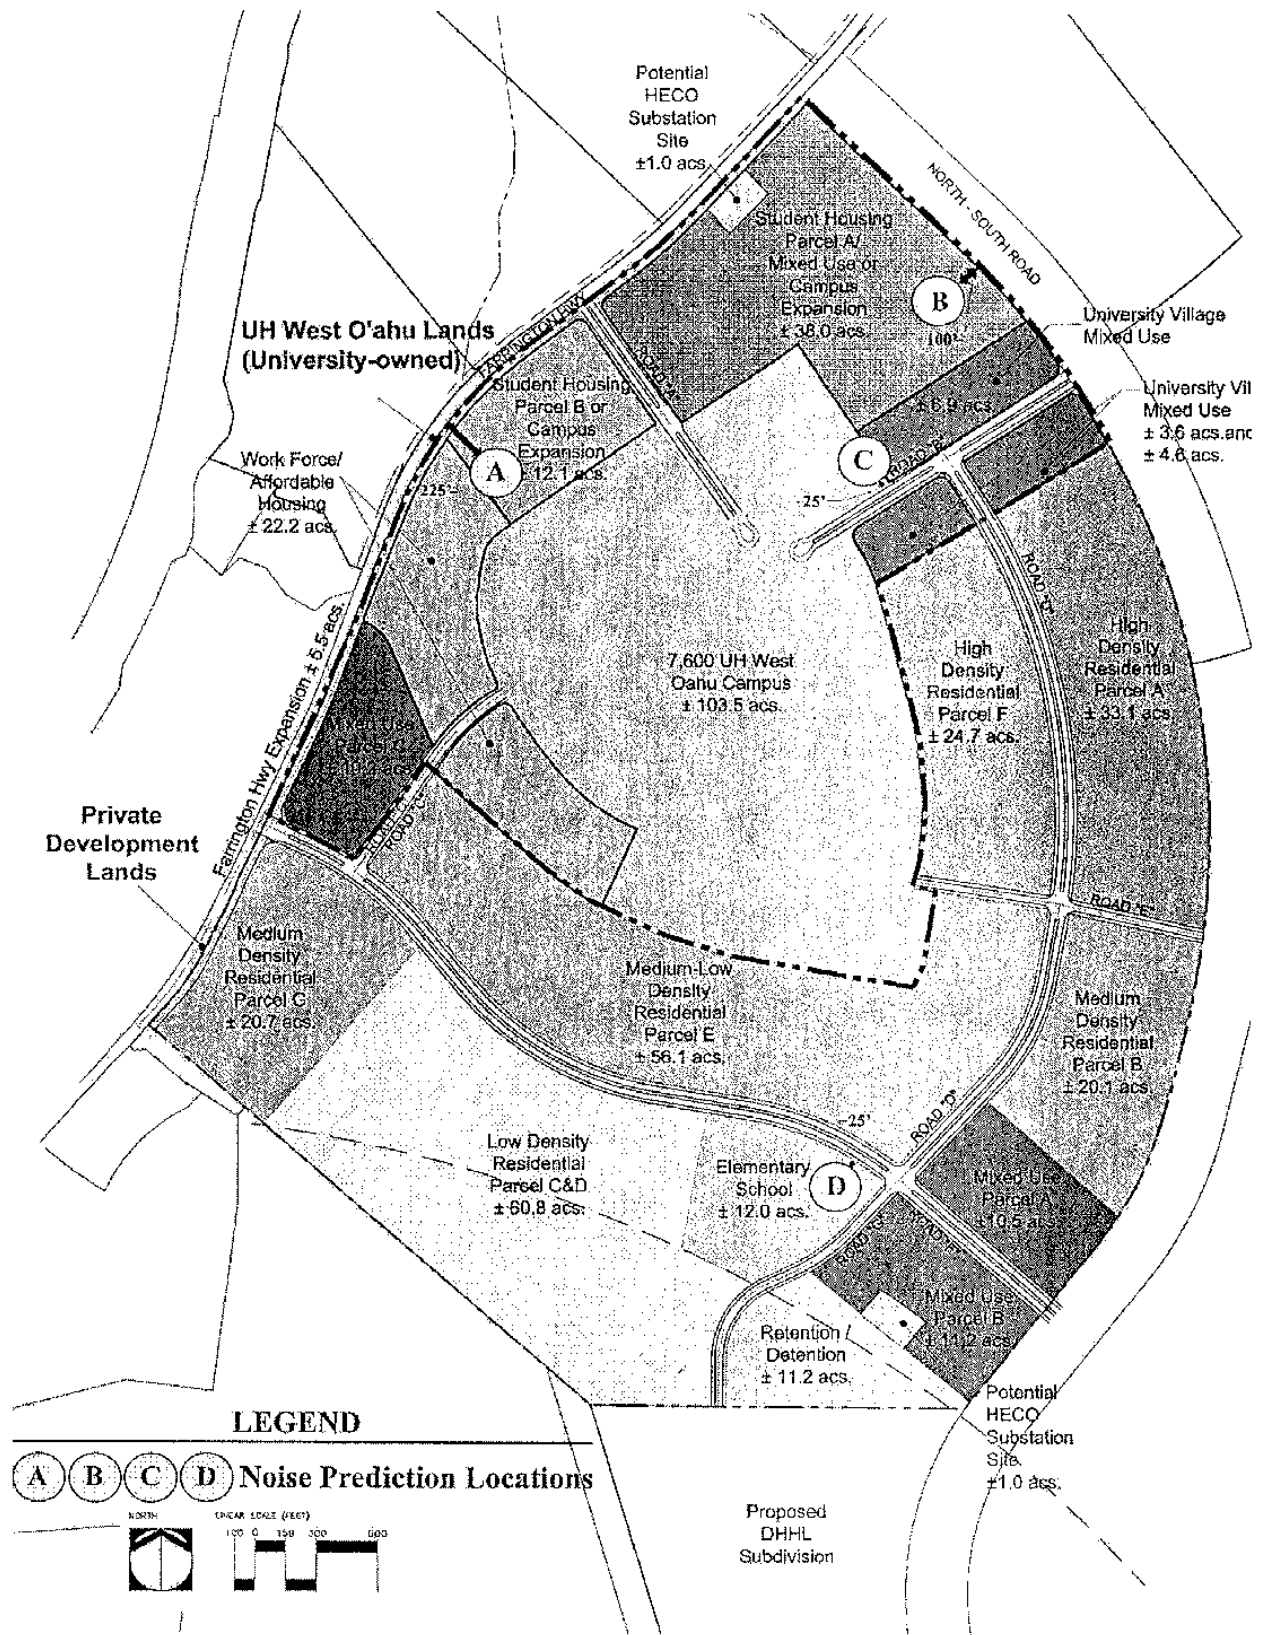 Potential
HECO
Substation
Site
±1.0 acs.
NORTH - SOUTH ROAD
Student Housing
Parcel A/
Mixed Use or
Campus
Expansion
± 38.0 acs.
B
100'
University Village
Mixed Use
± 6.9 acs.
University Vil
Mixed Use
± 3.6 acs.and
± 4.6 acs.
UH West O'ahu Lands
(University-owned)
FARRINGTON HWY
ROAD "A"
Student Housing
Parcel B or
Campus
Expansion
± 12.1 acs.
A
225'
C
ROAD "B"
25'
Work Force/
Affordable
Housing
± 22.2 acs.
ROAD "D"
Farrington Hwy Expansion ± 5.5 acs.
7,600 UH West
Oahu Campus
± 103.5 acs.
High
Density
Residential
Parcel F
± 24.7 acs.
High
Density
Residential
Parcel A
± 33.1 acs.
Mixed Use
Parcel C
ROAD "C"
Private
Development
Lands
ROAD "E"
Medium
Density
Residential
Parcel G
± 20.7 acs.
Medium-Low
Density
Residential
Parcel E
± 56.1 acs.
Medium
Density
Residential
Parcel B
± 20.1 acs.
25'
ROAD "D"
Low Density
Residential
Parcel C&D
± 60.8 acs.
Elementary
School
± 12.0 acs.
D
Mixed Use
Parcel A
±10.5 acs.
Mixed Use
Parcel B
± 11.2 acs.
Retention /
Detention
± 11.2 acs.
Potential
HECO
Substation
Site
±1.0 acs.
LEGEND
A B C D Noise Prediction Locations
NORTH
LINEAR SCALE (FEET)
100 0 150 300 600
Proposed
DHHL
Subdivision